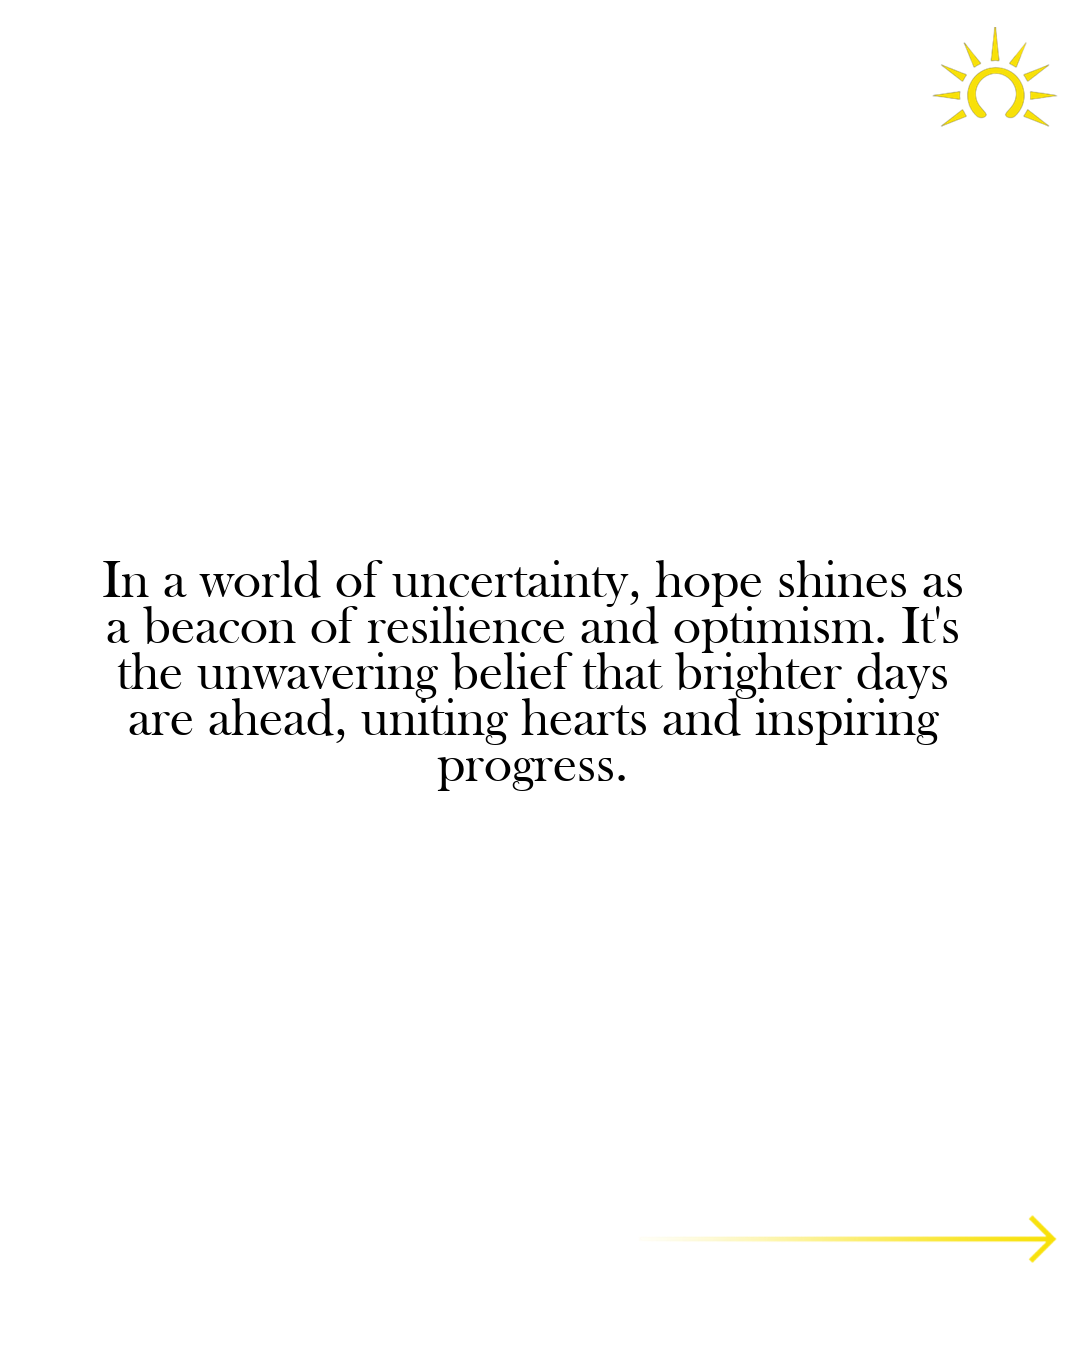 In a world of uncertainty, hope shines as
a beacon of resilience and optimism. It's
the unwavering belief that brighter days
are ahead, uniting hearts and inspiring
progress.